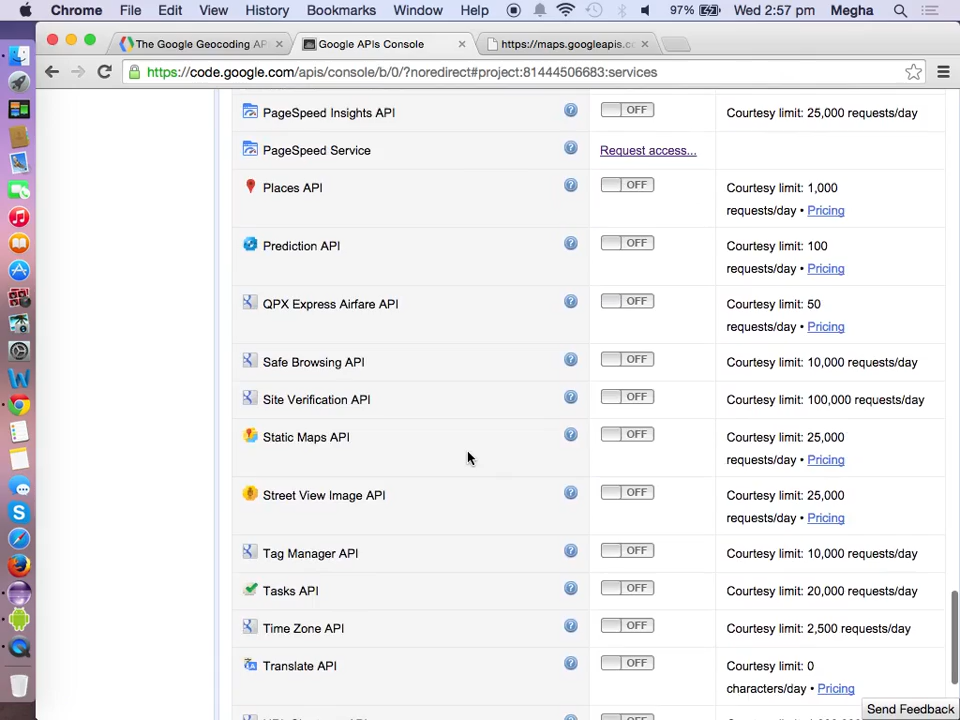 Chrome File Edit View History Bookmarks Window Help 97% Wed 2:57 pm Megha
The Google Geocoding AP Google APIs Console https://maps.googleapis.co
https://code.google.com/apis/console/b/0/?noredirect#project:81444506683:services
PageSpeed Insights API OFF Courtesy limit: 25,000 requests/day
PageSpeed Service Request access...
Places API OFF Courtesy limit: 1,000
requests/day • Pricing
Prediction API OFF Courtesy limit: 100
requests/day • Pricing
QPX Express Airfare API OFF Courtesy limit: 50
requests/day • Pricing
Safe Browsing API OFF Courtesy limit: 10,000 requests/day
Site Verification API OFF Courtesy limit: 100,000 requests/day
Static Maps API OFF Courtesy limit: 25,000
requests/day • Pricing
Street View Image API OFF Courtesy limit: 25,000
requests/day • Pricing
Tag Manager API OFF Courtesy limit: 10,000 requests/day
Tasks API OFF Courtesy limit: 20,000 requests/day
Time Zone API OFF Courtesy limit: 2,500 requests/day
Translate API OFF Courtesy limit: 0
characters/day • Pricing
Send Feedback